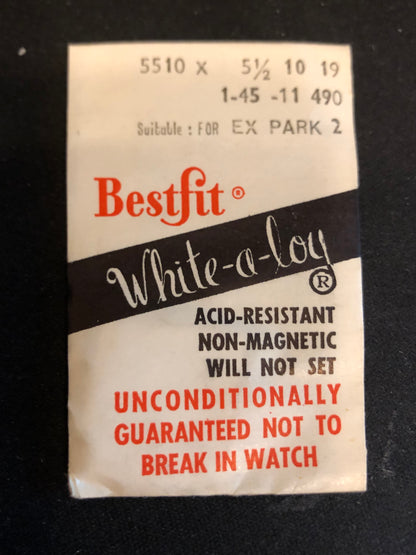 5510 x 5½ 10 19
1-45 -11 490
Suitable : FOR EX PARK 2
Bestfit ®
White-a-loy ®
ACID-RESISTANT
NON-MAGNETIC
WILL NOT SET
UNCONDITIONALLY
GUARANTEED NOT TO
BREAK IN WATCH